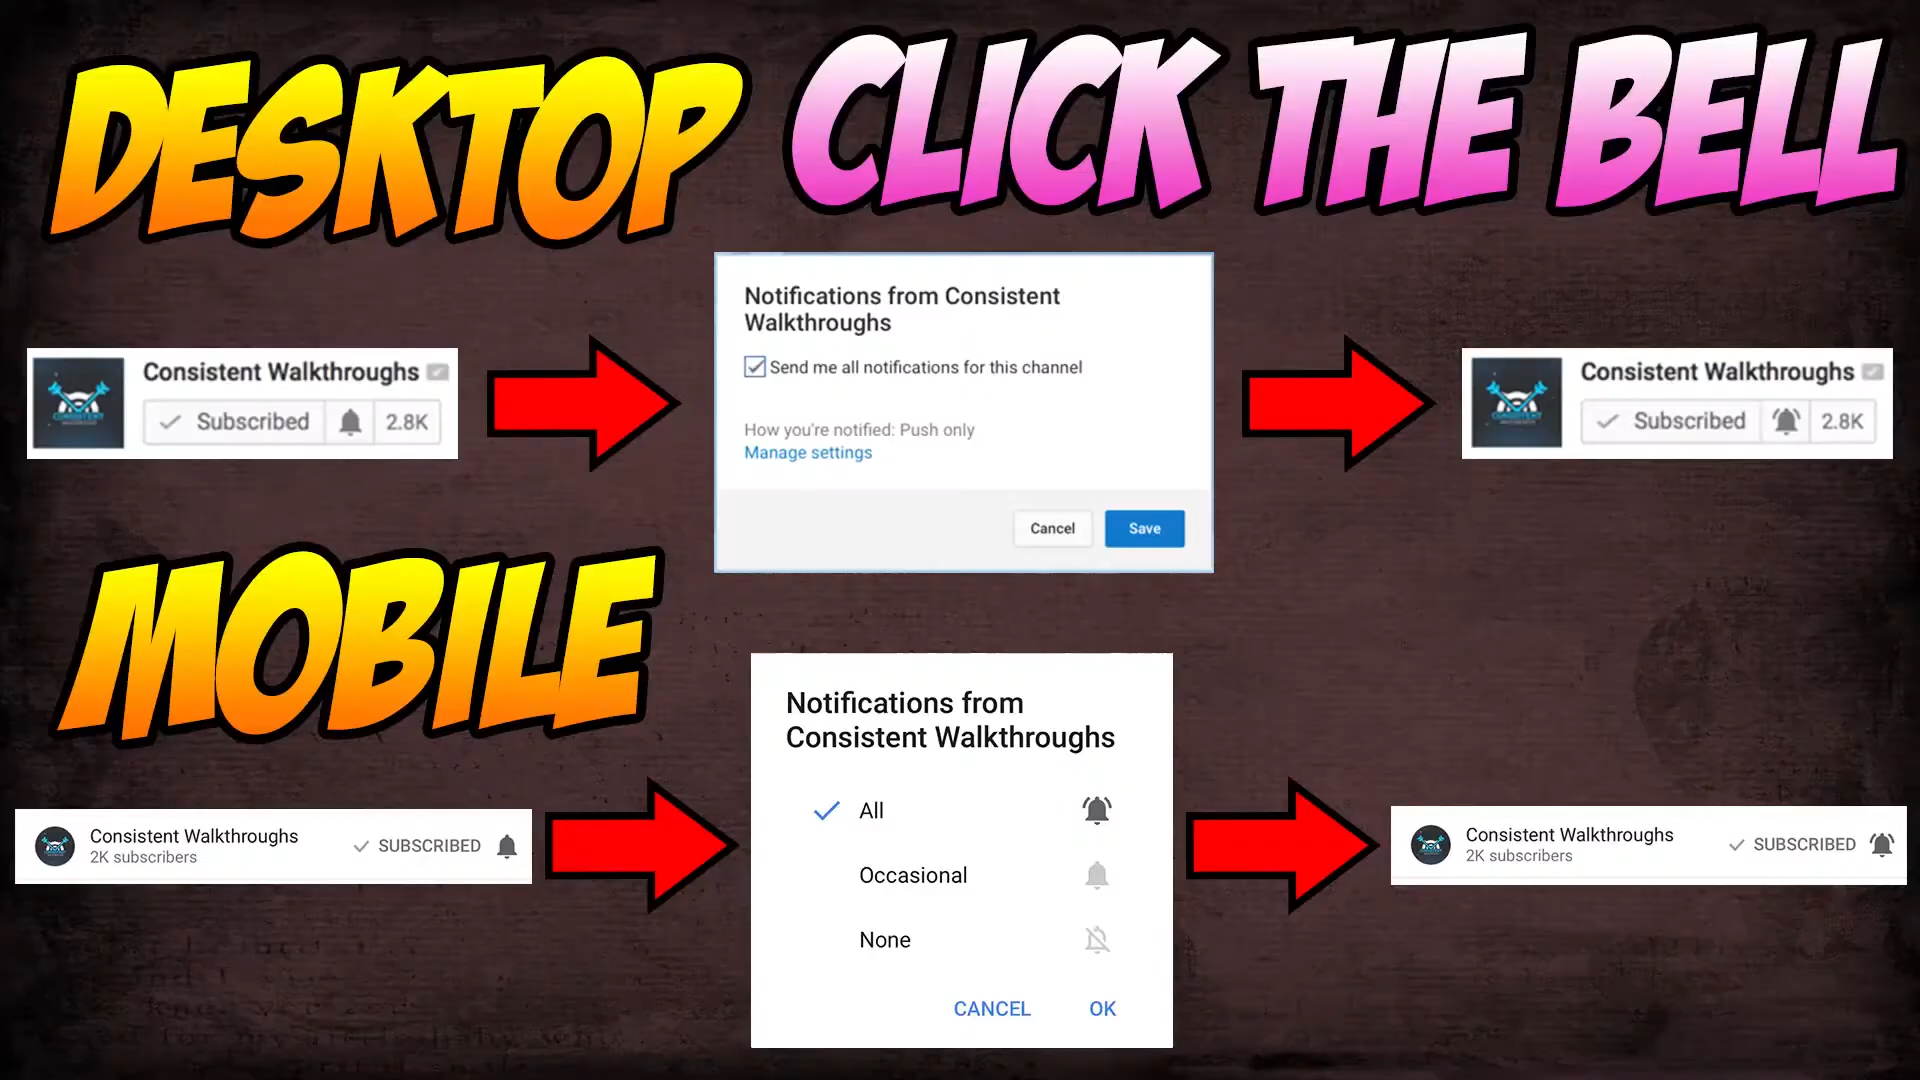 DESKTOP CLICK THE BELL
Consistent Walkthroughs
Subscribed 2.8K
Notifications from Consistent
Walkthroughs
Send me all notifications for this channel
How you're notified: Push only
Manage settings
Cancel Save
Consistent Walkthroughs
Subscribed 2.8K
MOBILE
Consistent Walkthroughs
2K subscribers
SUBSCRIBED
Notifications from
Consistent Walkthroughs
All
Occasional
None
CANCEL OK
Consistent Walkthroughs
2K subscribers
SUBSCRIBED